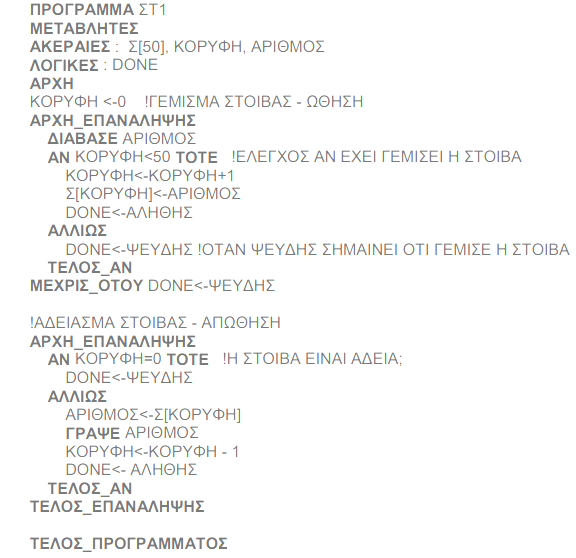 ΠΡΟΓΡΑΜΜΑ ΣΤ1
ΜΕΤΑΒΛΗΤΕΣ
ΑΚΕΡΑΙΕΣ : Σ[50], ΚΟΡΥΦΗ, ΑΡΙΘΜΟΣ
ΛΟΓΙΚΕΣ : DONE
ΑΡΧΗ
ΚΟΡΥΦΗ <-0 !ΓΕΜΙΣΜΑ ΣΤΟΙΒΑΣ - ΩΘΗΣΗ
ΑΡΧΗ_ΕΠΑΝΑΛΗΨΗΣ
ΔΙΑΒΑΣΕ ΑΡΙΘΜΟΣ
ΑΝ ΚΟΡΥΦΗ<50 ΤΟΤΕ !ΕΛΕΓΧΟΣ ΑΝ ΕΧΕΙ ΓΕΜΙΣΕΙ Η ΣΤΟΙΒΑ
ΚΟΡΥΦΗ<-ΚΟΡΥΦΗ+1
Σ[ΚΟΡΥΦΗ]<-ΑΡΙΘΜΟΣ
DONE<-ΑΛΗΘΗΣ
ΑΛΛΙΩΣ
DONE<-ΨΕΥΔΗΣ !ΟΤΑΝ ΨΕΥΔΗΣ ΣΗΜΑΙΝΕΙ ΟΤΙ ΓΕΜΙΣΕ Η ΣΤΟΙΒΑ
ΤΕΛΟΣ_ΑΝ
ΜΕΧΡΙΣ_ΟΤΟΥ DONE<-ΨΕΥΔΗΣ
!ΑΔΕΙΑΣΜΑ ΣΤΟΙΒΑΣ - ΑΠΩΘΗΣΗ
ΑΡΧΗ_ΕΠΑΝΑΛΗΨΗΣ
ΑΝ ΚΟΡΥΦΗ=0 ΤΟΤΕ !Η ΣΤΟΙΒΑ ΕΙΝΑΙ ΑΔΕΙΑ;
DONE<-ΨΕΥΔΗΣ
ΑΛΛΙΩΣ
ΑΡΙΘΜΟΣ<-Σ[ΚΟΡΥΦΗ]
ΓΡΑΨΕ ΑΡΙΘΜΟΣ
ΚΟΡΥΦΗ<-ΚΟΡΥΦΗ - 1
DONE<- ΑΛΗΘΗΣ
ΤΕΛΟΣ_ΑΝ
ΤΕΛΟΣ_ΕΠΑΝΑΛΗΨΗΣ
ΤΕΛΟΣ_ΠΡΟΓΡΑΜΜΑΤΟΣ